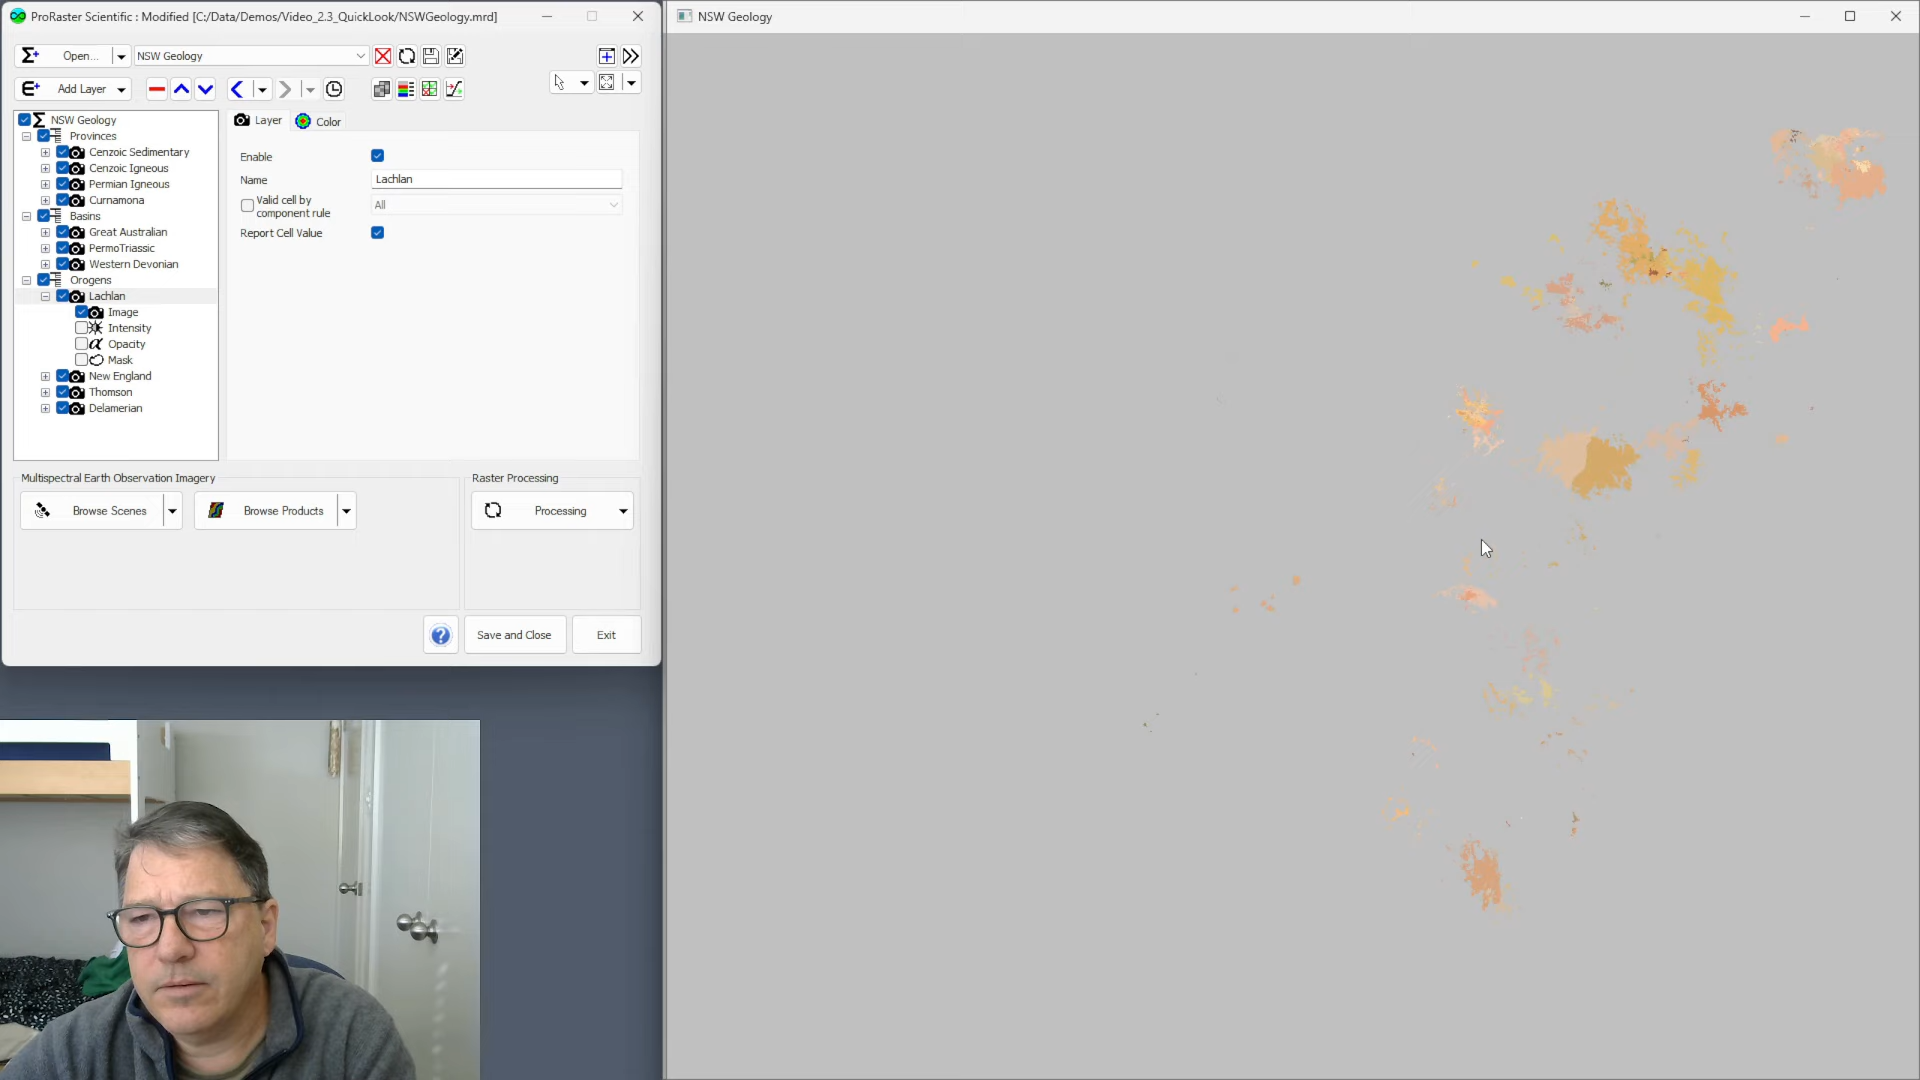 ProRaster Scientific : Modified [C:/Data/Demos/Video_2.3_QuickLook/NSWGeology.mrd]
NSW Geology
Open...
NSW Geology
Add Layer
NSW Geology
Provinces
Cenzoic Sedimentary
Cenzoic Igneous
Permian Igneous
Curnamona
Basins
Great Australian
PermoTriassic
Western Devonian
Orogens
Lachlan
Image
Intensity
Opacity
Mask
New England
Thomson
Delamerian
Layer
Color
Enable
Name
Lachlan
Valid cell by
component rule
All
Report Cell Value
Multispectral Earth Observation Imagery
Browse Scenes
Browse Products
Raster Processing
Processing
Save and Close
Exit